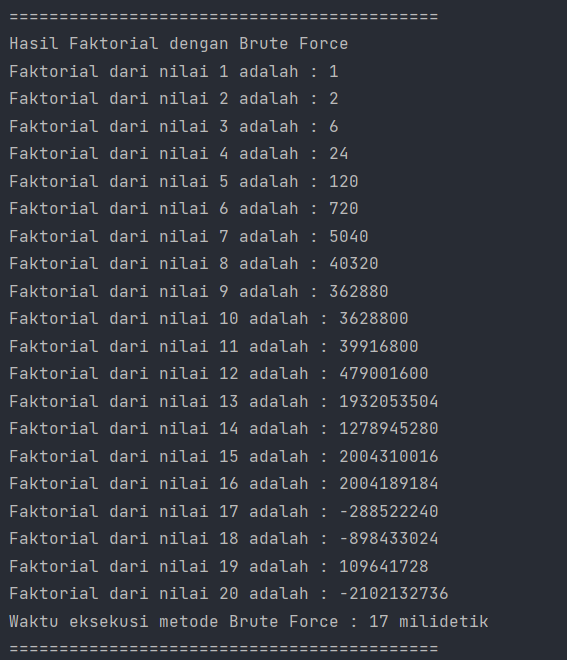 ===========================================
Hasil Faktorial dengan Brute Force
Faktorial dari nilai 1 adalah : 1
Faktorial dari nilai 2 adalah : 2
Faktorial dari nilai 3 adalah : 6
Faktorial dari nilai 4 adalah : 24
Faktorial dari nilai 5 adalah : 120
Faktorial dari nilai 6 adalah : 720
Faktorial dari nilai 7 adalah : 5040
Faktorial dari nilai 8 adalah : 40320
Faktorial dari nilai 9 adalah : 362880
Faktorial dari nilai 10 adalah : 3628800
Faktorial dari nilai 11 adalah : 39916800
Faktorial dari nilai 12 adalah : 479001600
Faktorial dari nilai 13 adalah : 1932053504
Faktorial dari nilai 14 adalah : 1278945280
Faktorial dari nilai 15 adalah : 2004310016
Faktorial dari nilai 16 adalah : 2004189184
Faktorial dari nilai 17 adalah : -288522240
Faktorial dari nilai 18 adalah : -898433024
Faktorial dari nilai 19 adalah : 109641728
Faktorial dari nilai 20 adalah : -2102132736
Waktu eksekusi metode Brute Force : 17 milidetik
===========================================